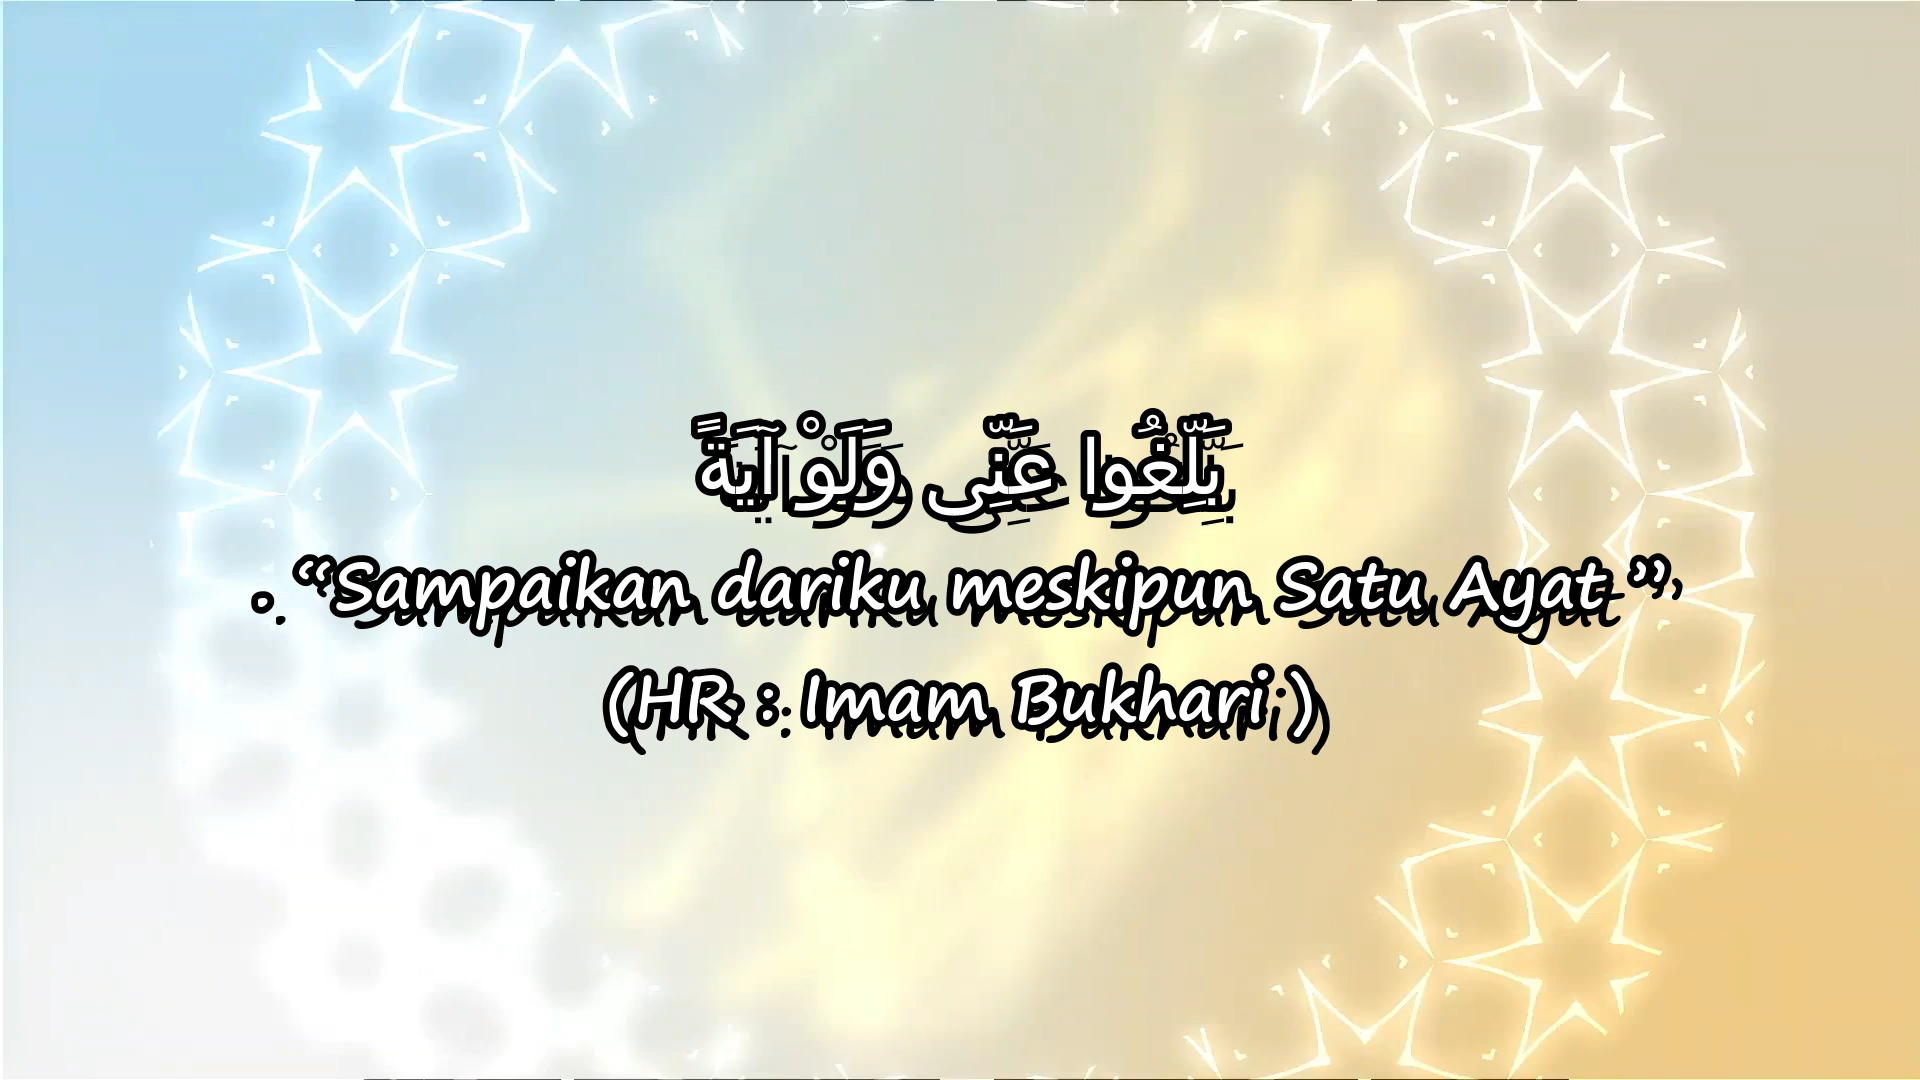 بَلِّغُوا عَنِّى وَلَوْ آيَةً
. “Sampaikan dariku meskipun Satu Ayat ”
(HR : Imam Bukhari )